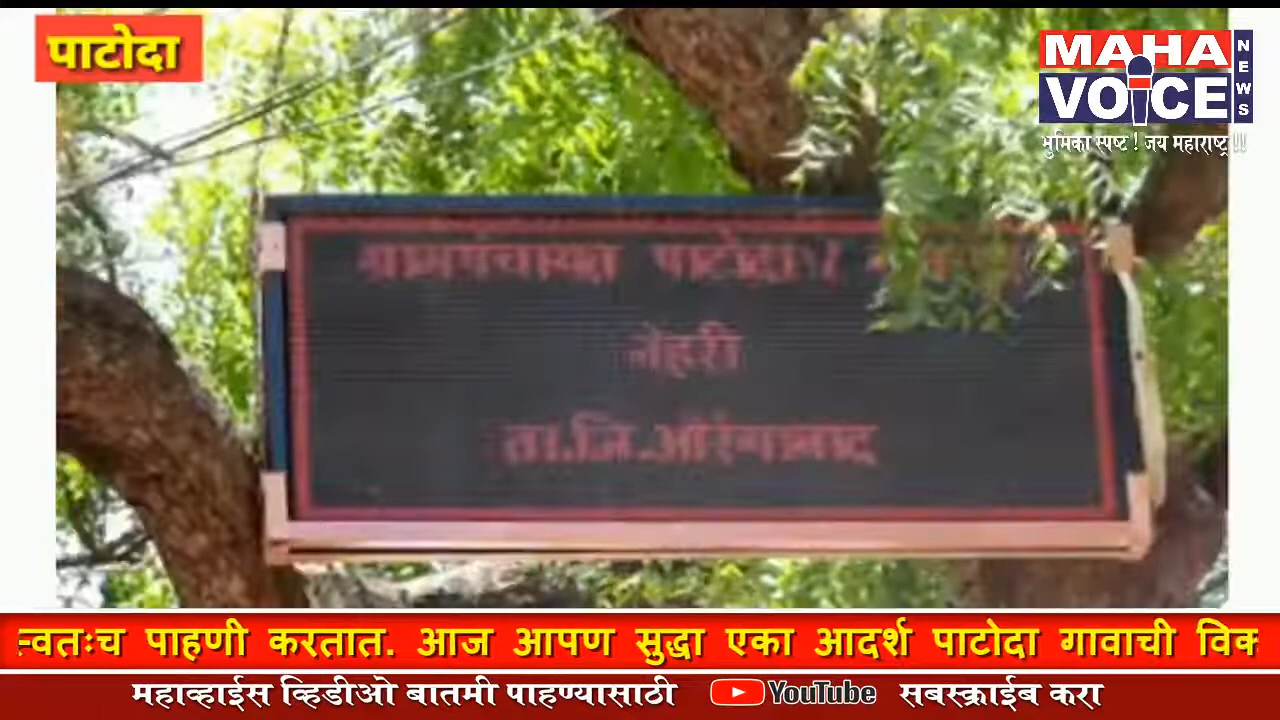 पाटोदा
MAHA
VOICE
NEWS
भुमिका स्पष्ट ! जय महाराष्ट्र !!
ग्रामपंचायत पाटोदा (
नेहरी
ता.जि.औरंगाबाद
स्वतःच पाहणी करतात. आज आपण सुद्धा एका आदर्श पाटोदा गावाची विक
महाव्हाईस व्हिडीओ बातमी पाहण्यासाठी YouTube सबस्क्राईब करा